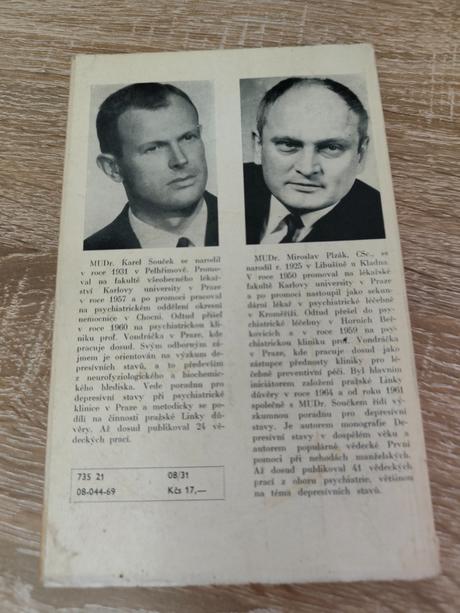 MUDr. Karel Souček se narodil
v roce 1931 v Pelhřimově. Promo-
val na fakultě všeobecného lékař-
ství Karlovy university v Praze
v roce 1957 a po promoci pracoval
na psychiatrickém oddělení okresní
nemocnice v Chocni. Odtud přišel
v roce 1960 na psychiatrickou kli-
niku prof. Vondráčka v Praze, kde
pracuje dosud. Svým odborným zá-
jmem je orientován na výzkum de-
presivních stavů, a to především
z neurofyziologického a biochemic-
kého hlediska. Vede poradnu pro
depresivní stavy při psychiatrické
klinice v Praze a metodicky se po-
dílí na činnosti pražské Linky dů-
věry. Až dosud publikoval 24 vě-
deckých prací.
735 21 08/31
08-044-69 Kčs 17,—
MUDr. Miroslav Plzák, CSc., se
narodil r. 1925 v Libušíně u Kladna.
V roce 1950 promoval na lékařské
fakultě Karlovy university v Praze
a po promoci nastoupil jako sekun-
dární lékař v psychiatrické léčebně
v Kroměříži. Odtud přešel do psy-
chiatrické léčebny v Horních Beř-
kovicích a v roce 1959 na psy-
chiatrickou kliniku prof. Vondráčka
v Praze, kde pracuje dosud jako
zástupce přednosty kliniky pro lé-
čebně preventivní péči. Byl hlavním
iniciátorem založení pražské Linky
důvěry v roce 1964 a od roku 1961
společně s MUDr. Součkem řídí vý-
zkumnou poradnu pro depresivní
stavy. Je autorem monografie De-
presivní stavy v dospělém věku a
autorem populárně vědecké První
pomoci při nehodách manželských.
Až dosud publikoval 41 vědeckých
prací z oboru psychiatrie, většinou
na téma depresivních stavů.